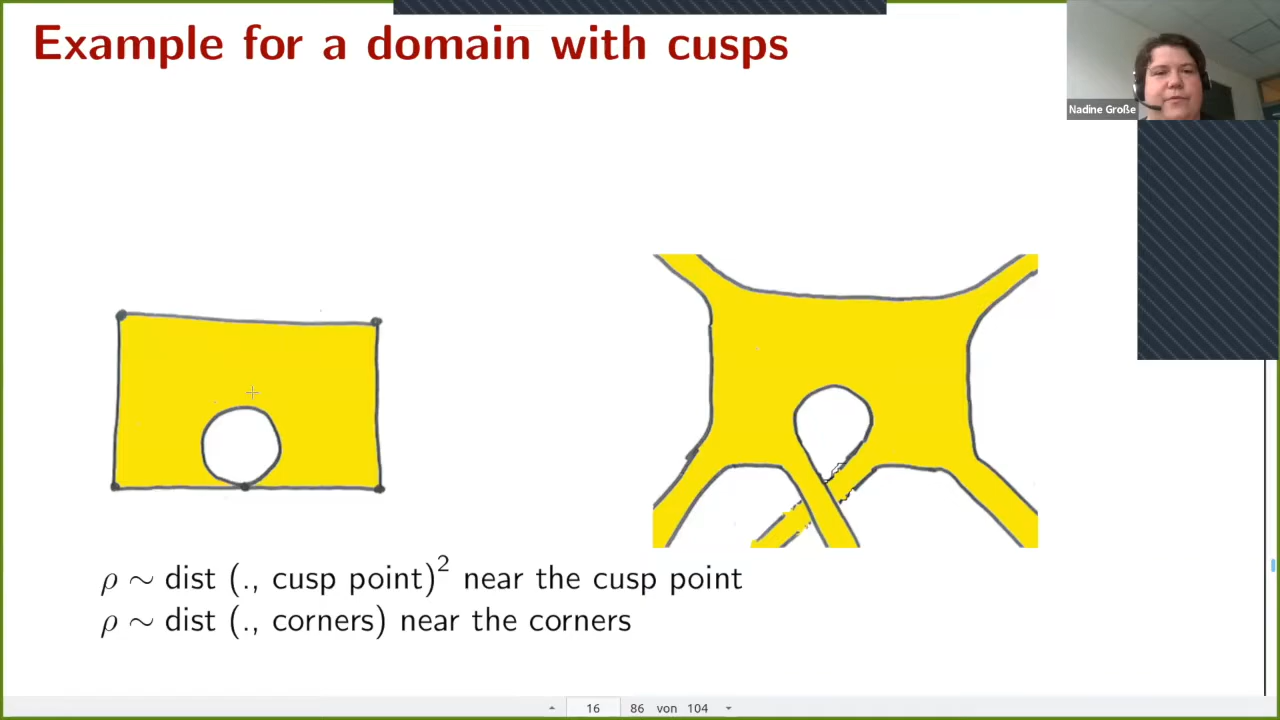 Example for a domain with cusps
Nadine Große
ρ ∼ dist (., cusp point)² near the cusp point
ρ ∼ dist (., corners) near the corners
16 86 von 104